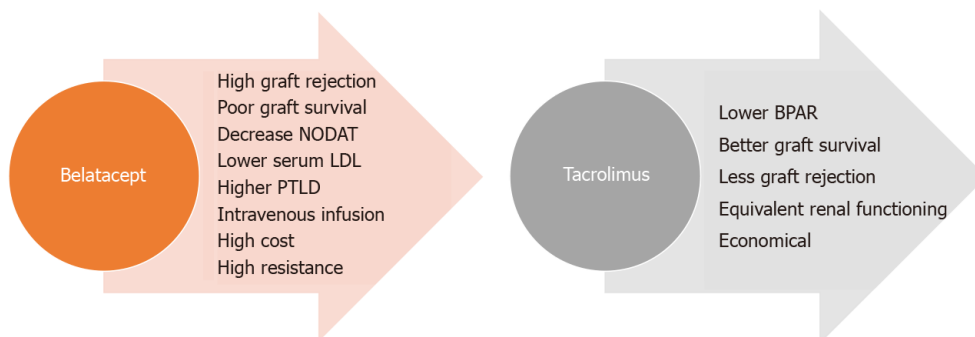 Belatacept
High graft rejection
Poor graft survival
Decrease NODAT
Lower serum LDL
Higher PTLD
Intravenous infusion
High cost
High resistance
Tacrolimus
Lower BPAR
Better graft survival
Less graft rejection
Equivalent renal functioning
Economical